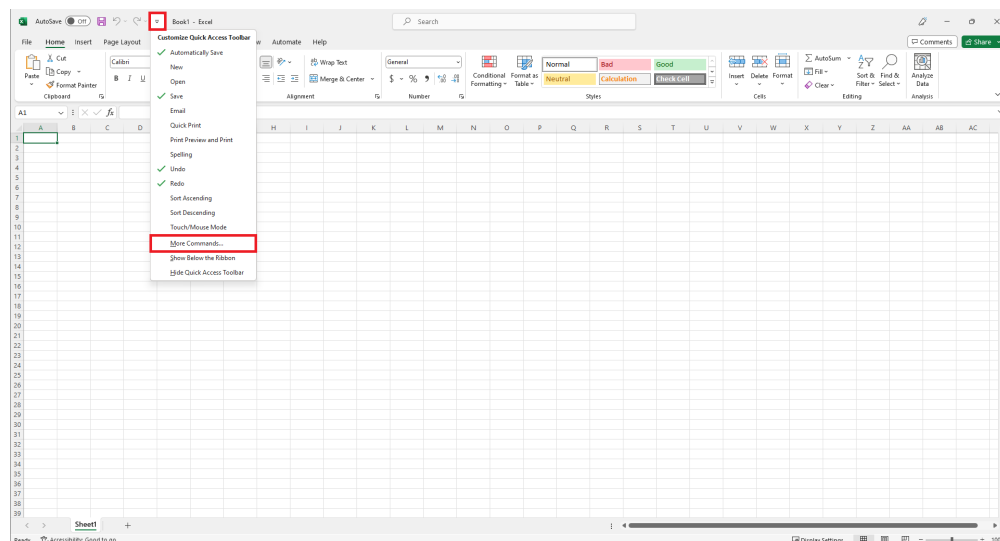 AutoSave Off Book1 - Excel Search
File Home Insert Page Layout w Automate Help Comments Share
Customize Quick Access Toolbar
Automatically Save
New
Open
Save
Email
Quick Print
Print Preview and Print
Spelling
Undo
Redo
Sort Ascending
Sort Descending
Touch/Mouse Mode
More Commands...
Show Below the Ribbon
Hide Quick Access Toolbar
Paste
Cut
Copy
Format Painter
Clipboard
Calibri
B I U
Wrap Text
Merge & Center
Alignment
General
$ % 9
Number
Conditional Formatting
Format as Table
Normal Bad Good
Neutral Calculation Check Cell
Styles
Insert Delete Format
Cells
AutoSum
Fill
Clear
Sort & Filter
Find & Select
Editing
Analyze Data
Analysis
A1 fx
A B C D H I J K L M N O P Q R S T U V W X Y Z AA AB AC
1
2
3
4
5
6
7
8
9
10
11
12
13
14
15
16
17
18
19
20
21
22
23
24
25
26
27
28
29
30
31
32
33
34
35
36
37
38
39
Sheet1 +
Ready Accessibility: Good to go Display Settings 100